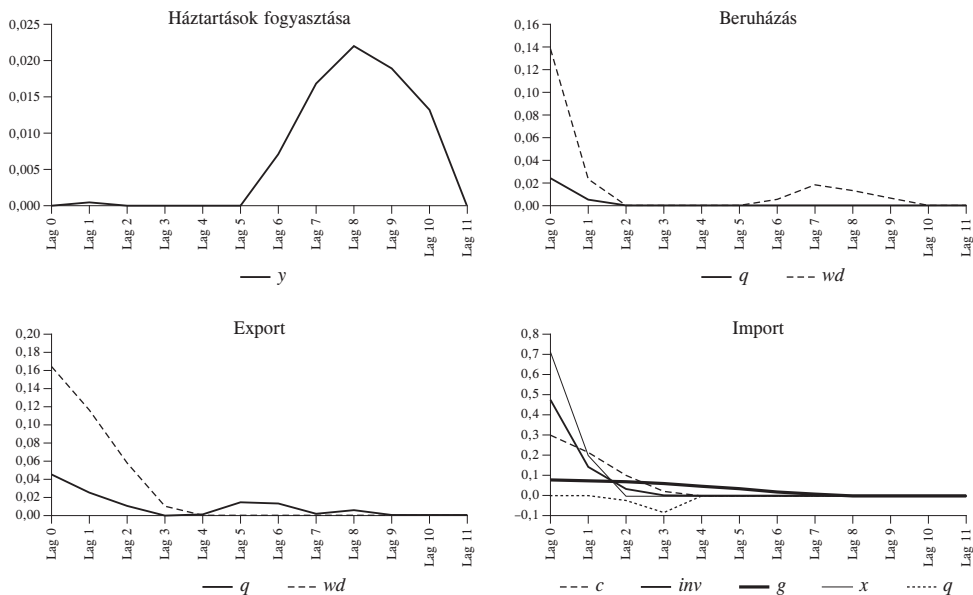 Háztartások fogyasztása
0,025
0,020
0,015
0,010
0,005
0,000
Lag 0
Lag 1
Lag 2
Lag 3
Lag 4
Lag 5
Lag 6
Lag 7
Lag 8
Lag 9
Lag 10
Lag 11
y
Beruházás
0,16
0,14
0,12
0,10
0,08
0,06
0,04
0,02
0,00
Lag 0
Lag 1
Lag 2
Lag 3
Lag 4
Lag 5
Lag 6
Lag 7
Lag 8
Lag 9
Lag 10
Lag 11
q wd
Export
0,20
0,18
0,16
0,14
0,12
0,10
0,08
0,06
0,04
0,02
0,00
Lag 0
Lag 1
Lag 2
Lag 3
Lag 4
Lag 5
Lag 6
Lag 7
Lag 8
Lag 9
Lag 10
Lag 11
q wd
Import
0,8
0,7
0,6
0,5
0,4
0,3
0,2
0,1
0,0
–0,1
Lag 0
Lag 1
Lag 2
Lag 3
Lag 4
Lag 5
Lag 6
Lag 7
Lag 8
Lag 9
Lag 10
Lag 11
c inv g x q